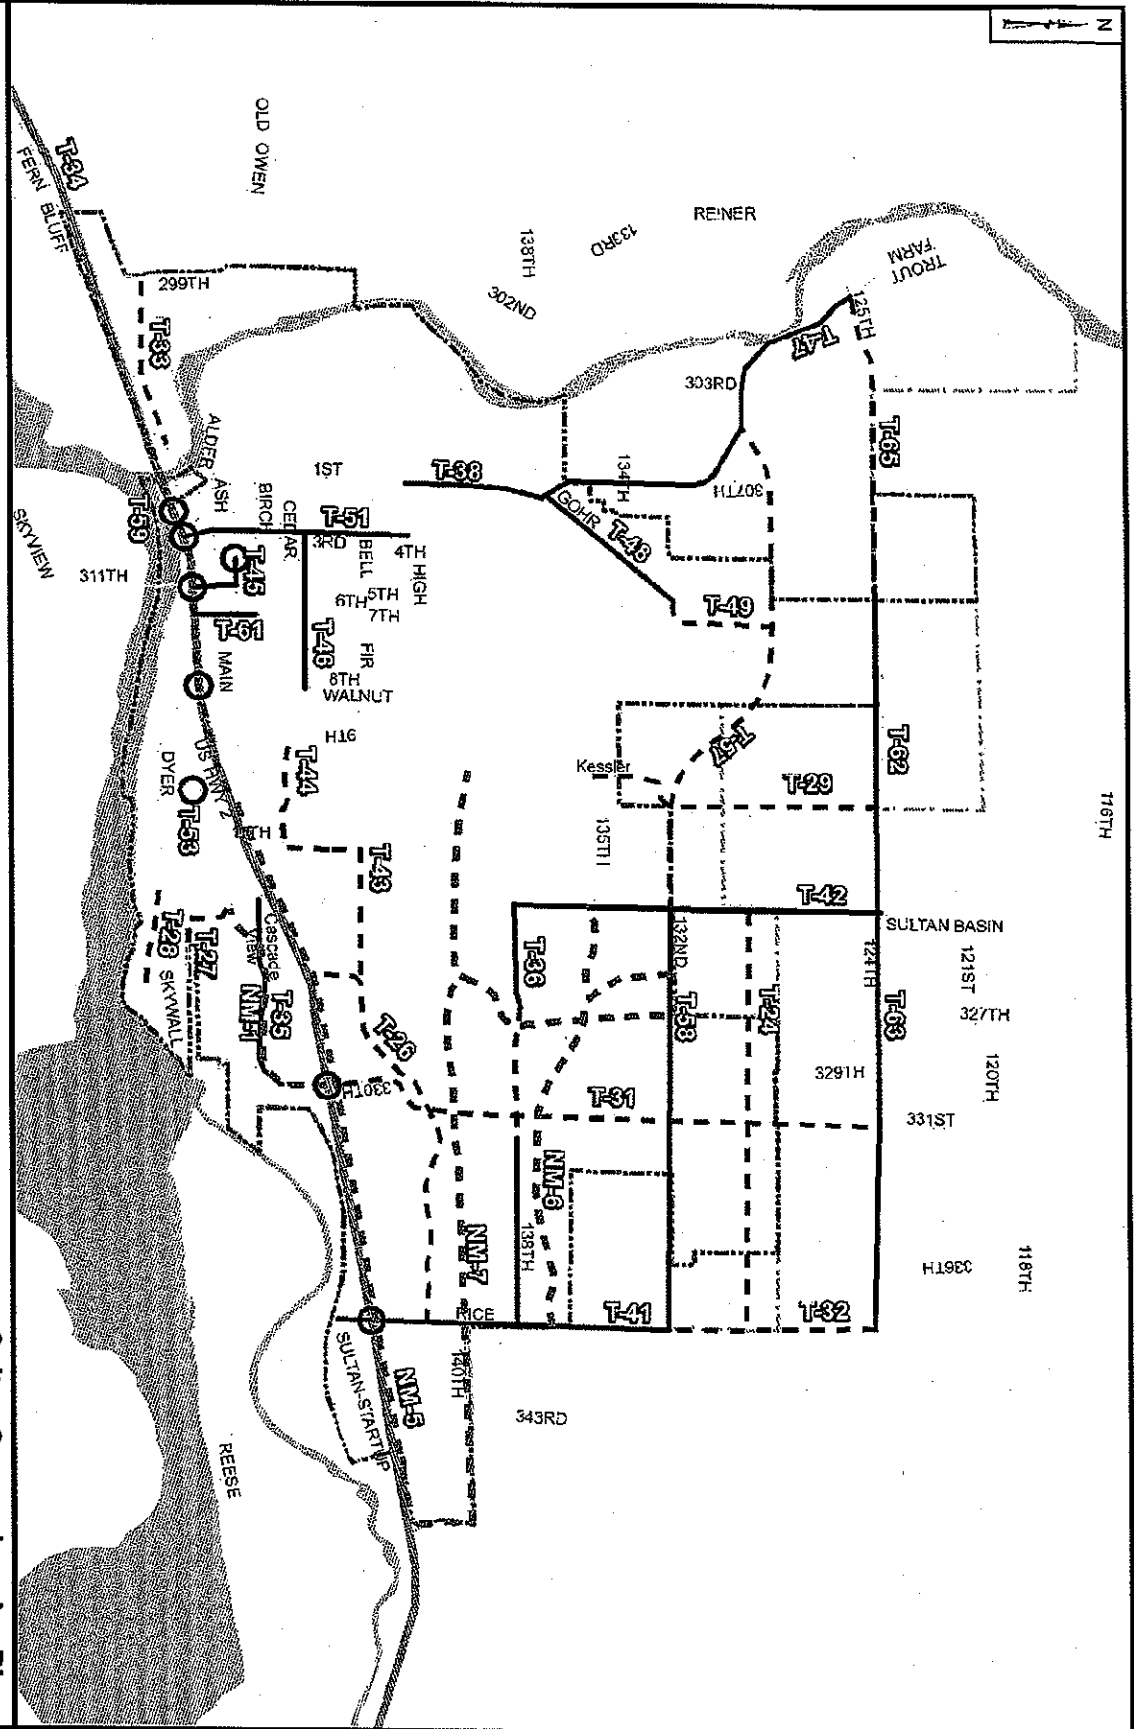 N
116TH
118TH
120TH
121ST
327TH
SULTAN BASIN
331ST
336TH
124TH
329TH
TROUT
FARM
125TH
T-47
T-65
T-62
T-63
REINER
133RD
138TH
302ND
303RD
307TH
134TH
GOHR
T-48
T-49
T-57
T-29
T-42
Kessler
135TH
132ND
T-58
T-24
T-32
T-31
T-41
T-36
NM-6
138TH
NM-7
RICE
140TH
343RD
OLD OWEN
299TH
T-34
FERN BLUFF
T-33
ALDER
ASH
BIRCH
CEDAR
1ST
T-38
T-51
3RD
BELL
4TH
HIGH
5TH
6TH
7TH
FIR
T-46
8TH
WALNUT
9TH
T-45
T-61
MAIN
T-59
SKYVIEW
311TH
US HWY 2
DYER
T-53
T-44
T-43
T-26
T-28
T-27
SKYWALL
Cascade
View
T-35
NM-1
330TH
SULTAN-STARTUP
NM-5
REESE